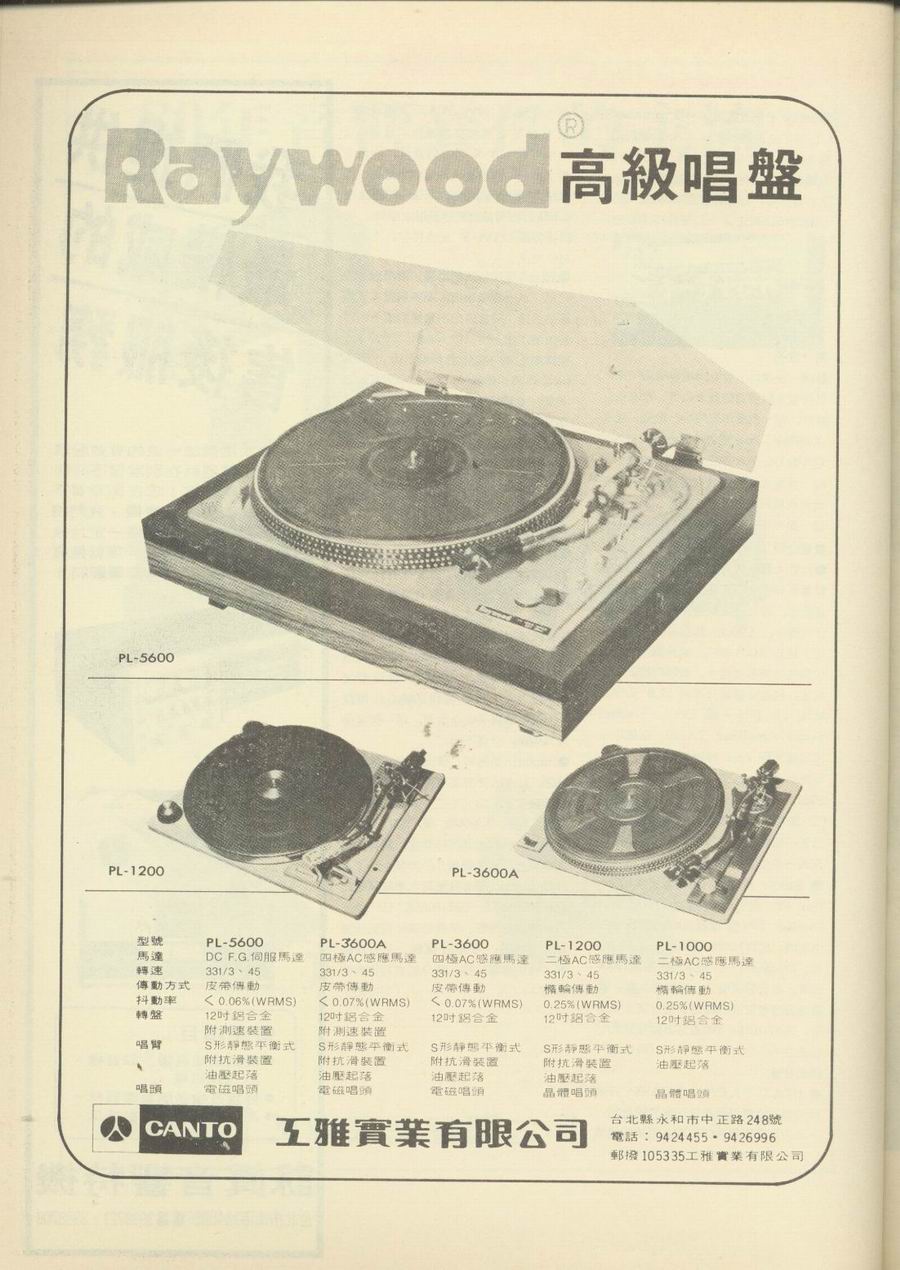 Raywood® 高級唱盤
PL-5600
PL-1200
PL-3600A
型號 PL-5600 PL-3600A PL-3600 PL-1200 PL-1000
馬達 DC F.G.伺服馬達 四極AC感應馬達 四極AC感應馬達 二極AC感應馬達 二極AC感應馬達
轉速 331/3、45 331/3、45 331/3、45 331/3、45 331/3、45
傳動方式 皮帶傳動 皮帶傳動 皮帶傳動 橢輪傳動 橢輪傳動
抖動率 < 0.06%(WRMS) < 0.07%(WRMS) < 0.07%(WRMS) 0.25%(WRMS) 0.25%(WRMS)
轉盤 12吋鋁合金 12吋鋁合金 12吋鋁合金 12吋鋁合金 12吋鋁合金
附測速裝置 附測速裝置
唱臂 S形靜態平衡式 S形靜態平衡式 S形靜態平衡式 S形靜態平衡式 S形靜態平衡式
附抗滑裝置 附抗滑裝置 附抗滑裝置 附抗滑裝置 油壓起落
油壓起落 油壓起落 油壓起落 油壓起落
唱頭 電磁唱頭 電磁唱頭 電磁唱頭 晶體唱頭 晶體唱頭
CANTO 工雅實業有限公司
台北縣永和市中正路248號
電話：9424455・9426996
郵撥105335工雅實業有限公司